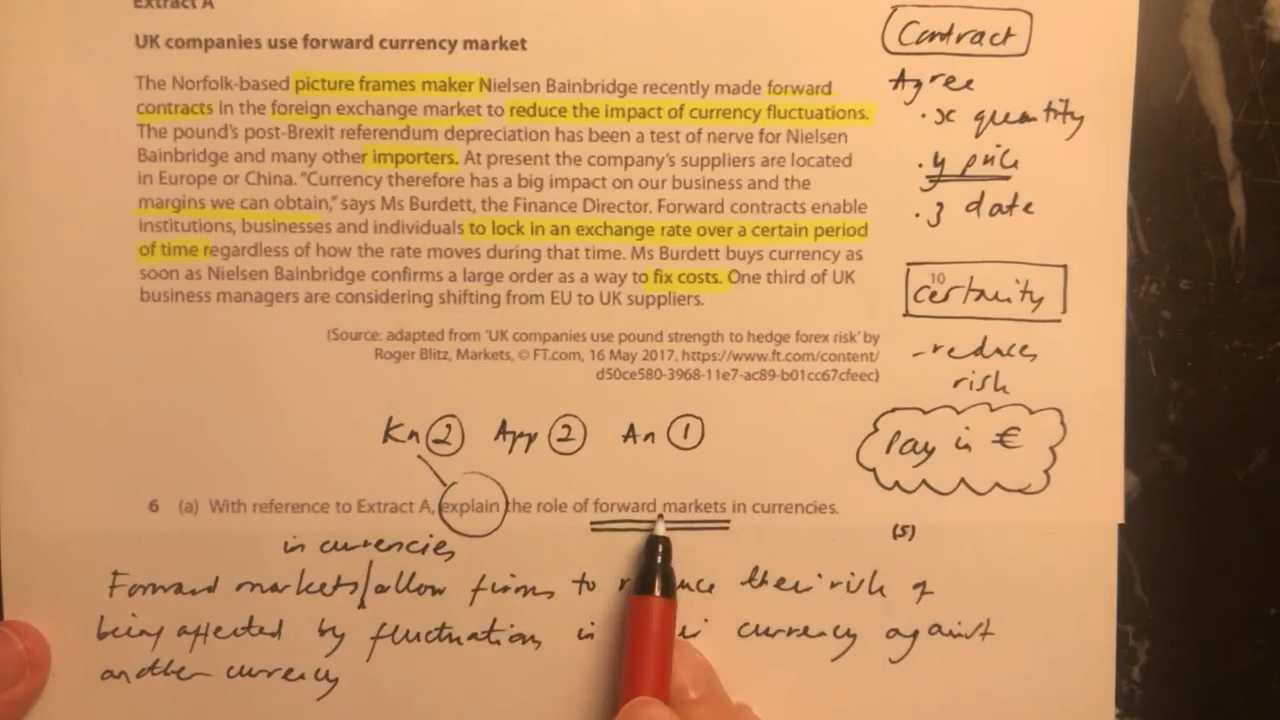 Extract A
UK companies use forward currency market
The Norfolk-based picture frames maker Nielsen Bainbridge recently made forward
contracts in the foreign exchange market to reduce the impact of currency fluctuations.
The pound's post-Brexit referendum depreciation has been a test of nerve for Nielsen
Bainbridge and many other importers. At present the company's suppliers are located
in Europe or China. "Currency therefore has a big impact on our business and the
margins we can obtain," says Ms Burdett, the Finance Director. Forward contracts enable
institutions, businesses and individuals to lock in an exchange rate over a certain period
of time regardless of how the rate moves during that time. Ms Burdett buys currency as
soon as Nielsen Bainbridge confirms a large order as a way to fix costs. One third of UK
business managers are considering shifting from EU to UK suppliers.
(Source: adapted from 'UK companies use pound strength to hedge forex risk' by
Roger Blitz, Markets, © FT.com, 16 May 2017, https://www.ft.com/content/
d50ce580-3968-11e7-ac89-b01cc67cfeec)
Contract
Agree
· x quantity
· y price
· z date
10
Certainity
- reduces
risk
Pay in €
Kn 2 App 2 An 1
6 (a) With reference to Extract A, explain the role of forward markets in currencies.
(5)
in currencies
Forward markets/allow firms to their risk of
being affected by fluctuation in currency against
another currency